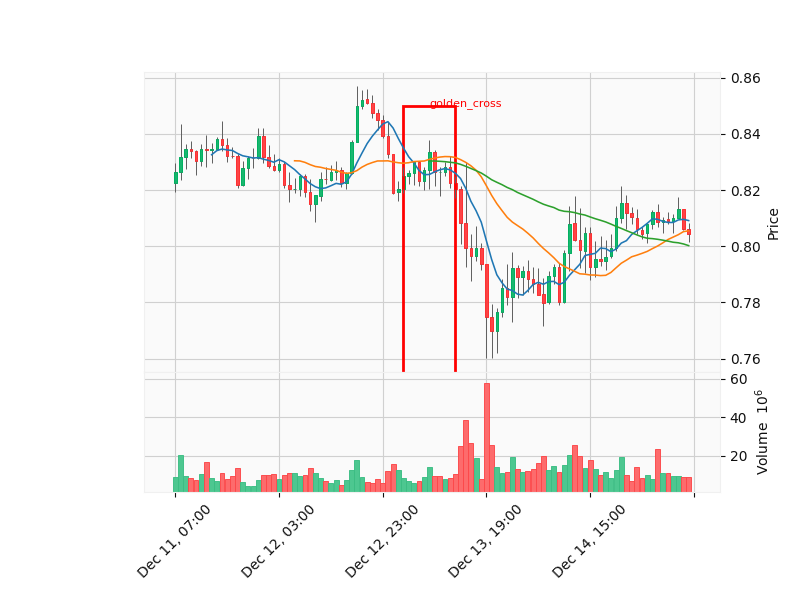 golden_cross
0.86
0.84
0.82
0.80
0.78
0.76
Price
60
40
20
Volume 10^6
Dec 11, 07:00
Dec 12, 03:00
Dec 12, 23:00
Dec 13, 19:00
Dec 14, 15:00